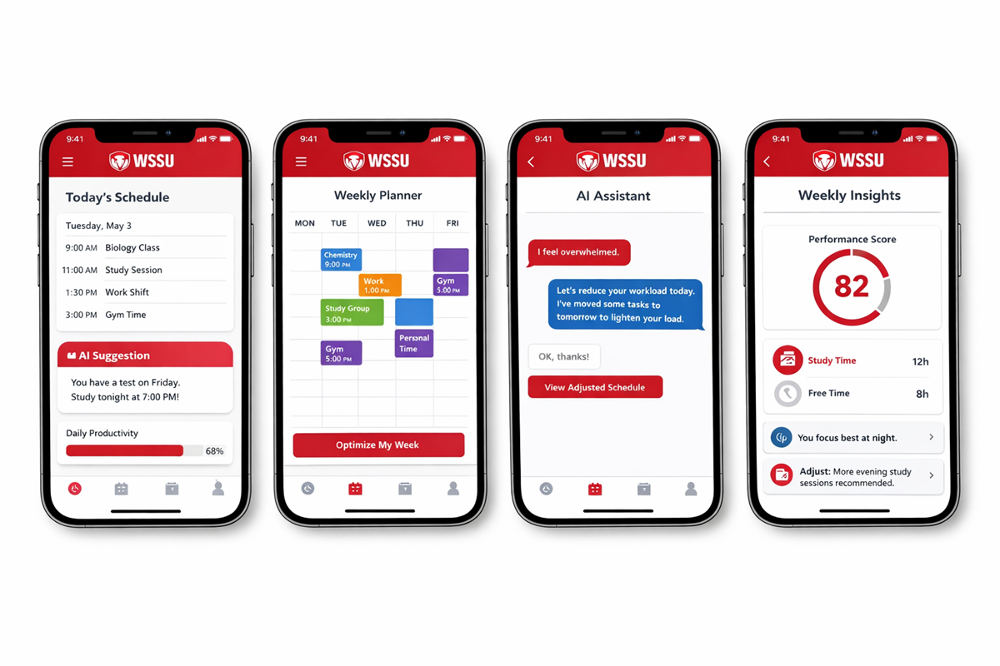 9:41
WSSU
Today's Schedule
Tuesday, May 3
9:00 AM Biology Class
11:00 AM Study Session
1:30 PM Work Shift
3:00 PM Gym Time
AI Suggestion
You have a test on Friday.
Study tonight at 7:00 PM!
Daily Productivity
68%
9:41
WSSU
Weekly Planner
MON TUE WED THU FRI
Chemistry
9:00 PM
Work
1.00 PM
Gym
5:00 PM
Study Group
3:00 PM
Personal
Time
Gym
5:00 PM
Optimize My Week
9:41
WSSU
AI Assistant
I feel overwhelmed.
Let's reduce your workload today.
I've moved some tasks to
tomorrow to lighten your load.
OK, thanks!
View Adjusted Schedule
9:41
WSSU
Weekly Insights
Performance Score
82
Study Time 12h
Free Time 8h
You focus best at night.
Adjust: More evening study
sessions recommended.